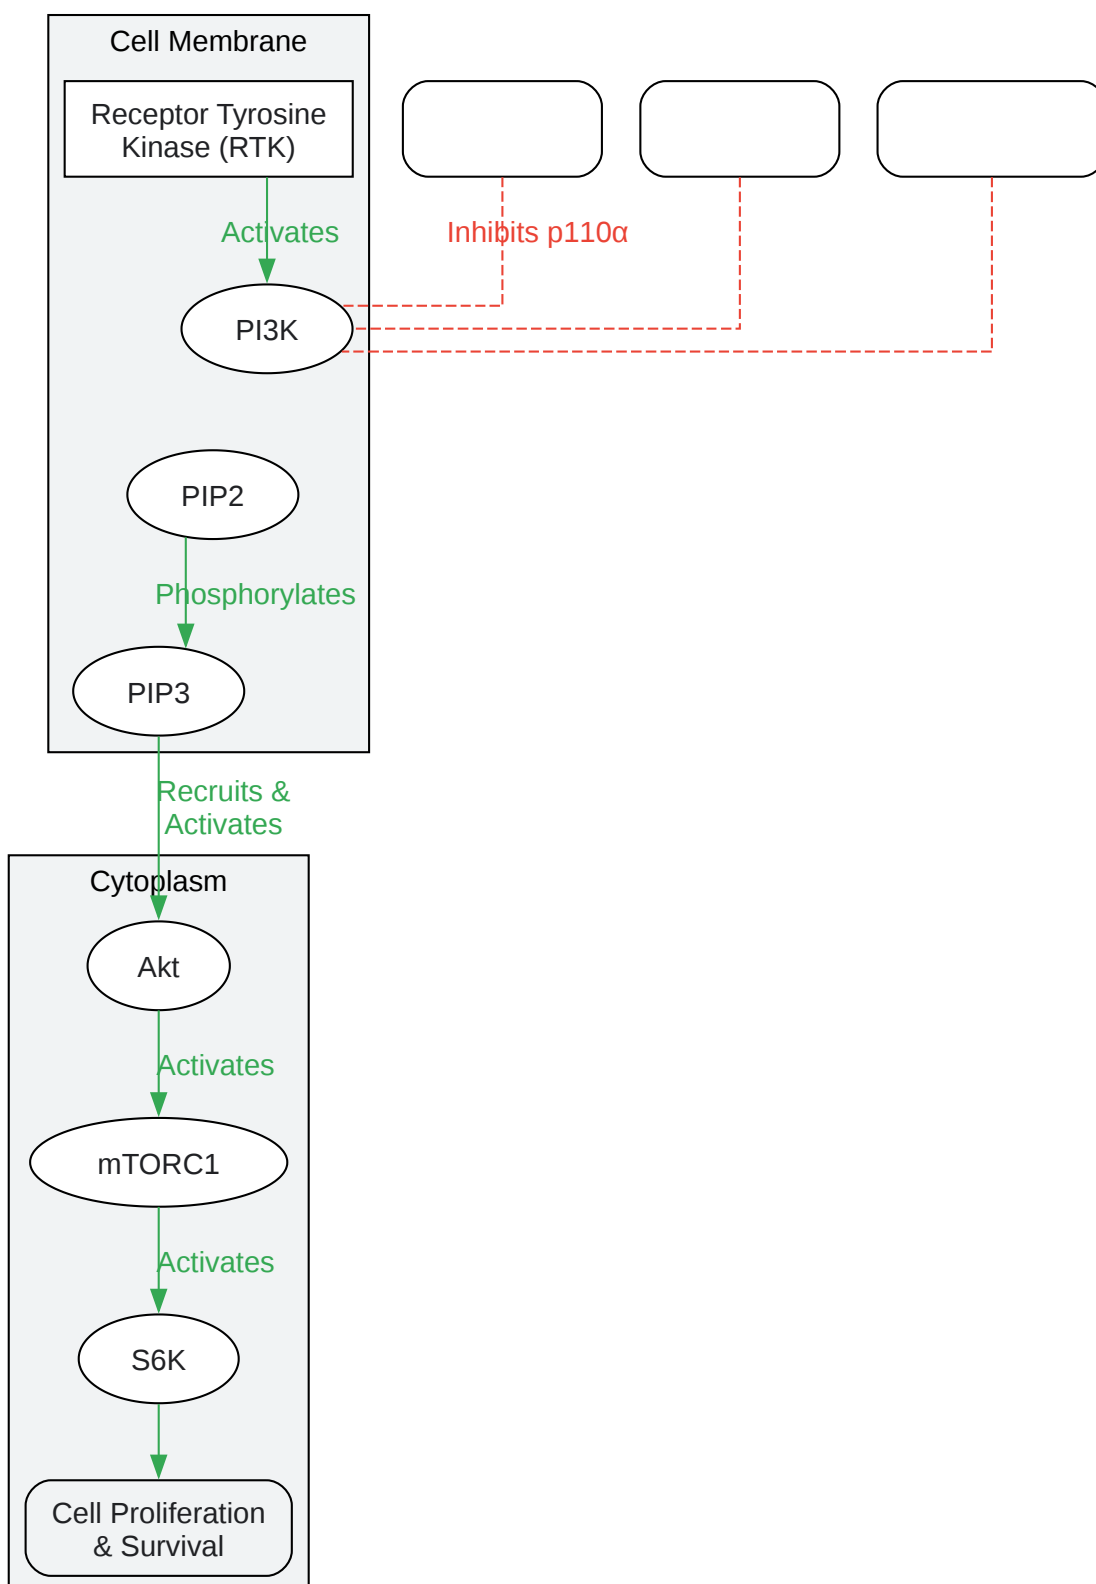 Cell Membrane
Receptor Tyrosine
Kinase (RTK)
Activates
Inhibits p110α
PI3K
PIP2
Phosphorylates
PIP3
Recruits &
Activates
Cytoplasm
Akt
Activates
mTORC1
Activates
S6K
Cell Proliferation
& Survival